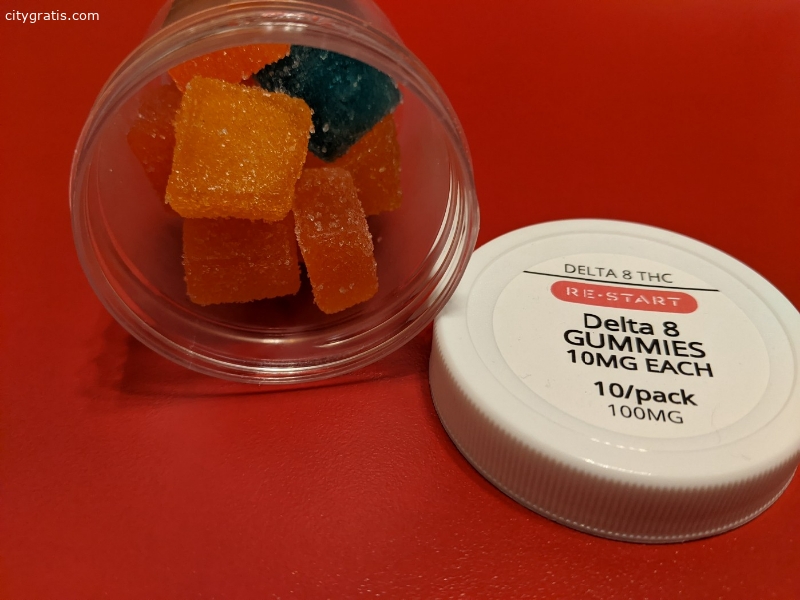 citygratis.com
DELTA 8 THC
RE·START
Delta 8
GUMMIES
10MG EACH
10/pack
100MG